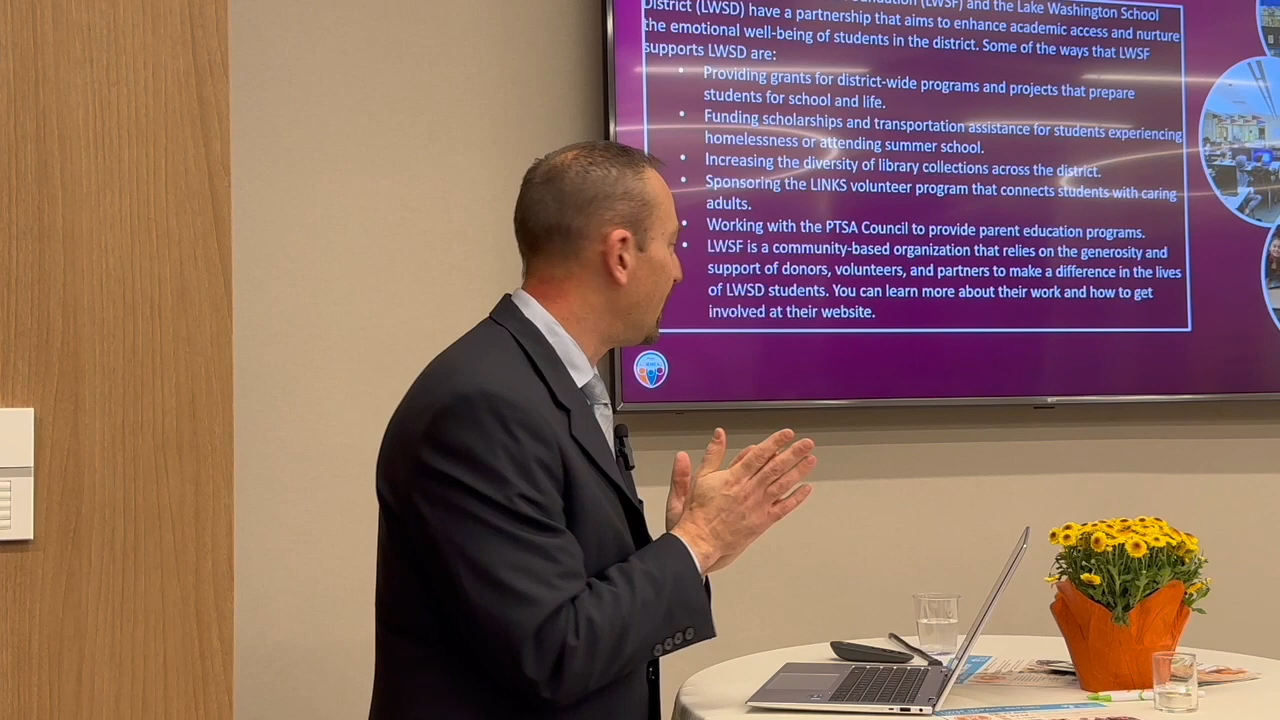 (LWSF) and the Lake Washington School
District (LWSD) have a partnership that aims to enhance academic access and nurture
the emotional well-being of students in the district. Some of the ways that LWSF
supports LWSD are:
• Providing grants for district-wide programs and projects that prepare
students for school and life.
• Funding scholarships and transportation assistance for students experiencing
homelessness or attending summer school.
• Increasing the diversity of library collections across the district.
• Sponsoring the LINKS volunteer program that connects students with caring
adults.
• Working with the PTSA Council to provide parent education programs.
• LWSF is a community-based organization that relies on the generosity and
support of donors, volunteers, and partners to make a difference in the lives
of LWSD students. You can learn more about their work and how to get
involved at their website.